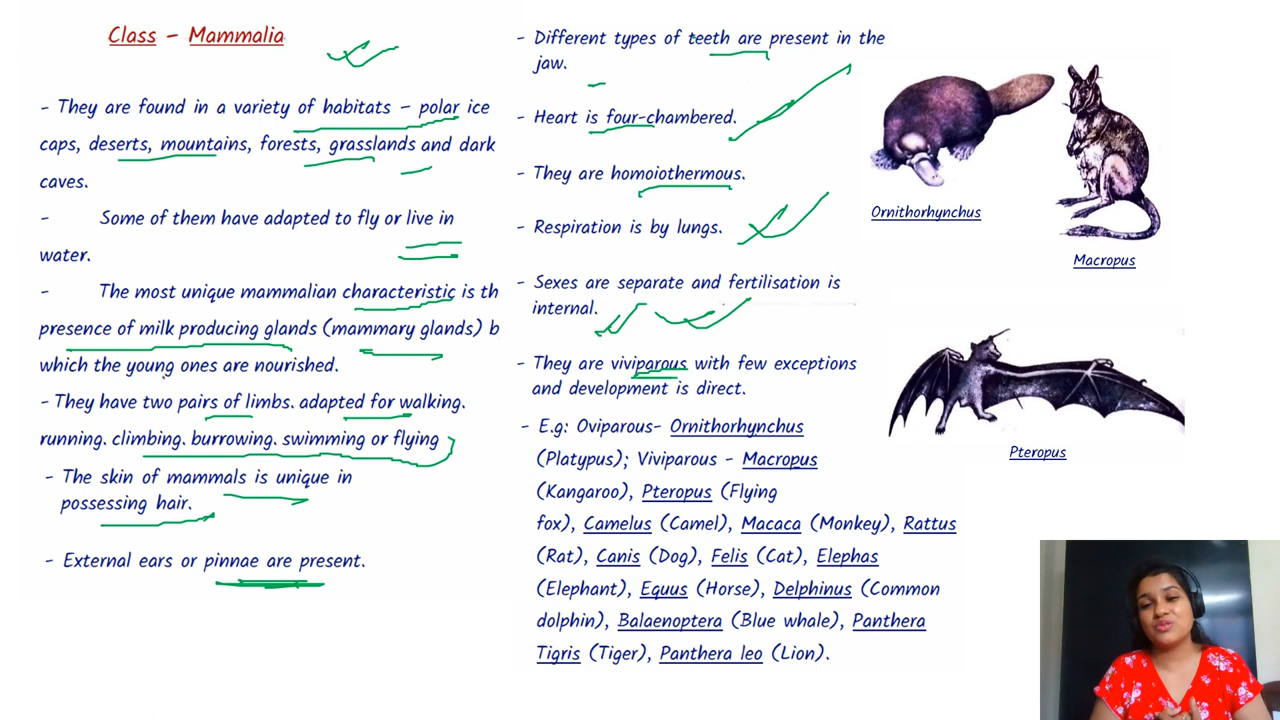 Class – Mammalia
- They are found in a variety of habitats – polar ice
caps, deserts, mountains, forests, grasslands and dark
caves.
- Some of them have adapted to fly or live in
water.
- The most unique mammalian characteristic is th
presence of milk producing glands (mammary glands) b
which the young ones are nourished.
- They have two pairs of limbs. adapted for walking.
running. climbing. burrowing. swimming or flying
- The skin of mammals is unique in
possessing hair.
- External ears or pinnae are present.
- Different types of teeth are present in the
jaw.
- Heart is four-chambered.
- They are homoiothermous.
- Respiration is by lungs.
- Sexes are separate and fertilisation is
internal.
- They are viviparous with few exceptions
and development is direct.
- E.g: Oviparous- Ornithorhynchus
(Platypus); Viviparous - Macropus
(Kangaroo), Pteropus (Flying
fox), Camelus (Camel), Macaca (Monkey), Rattus
(Rat), Canis (Dog), Felis (Cat), Elephas
(Elephant), Equus (Horse), Delphinus (Common
dolphin), Balaenoptera (Blue whale), Panthera
Tigris (Tiger), Panthera leo (Lion).
Ornithorhynchus
Macropus
Pteropus